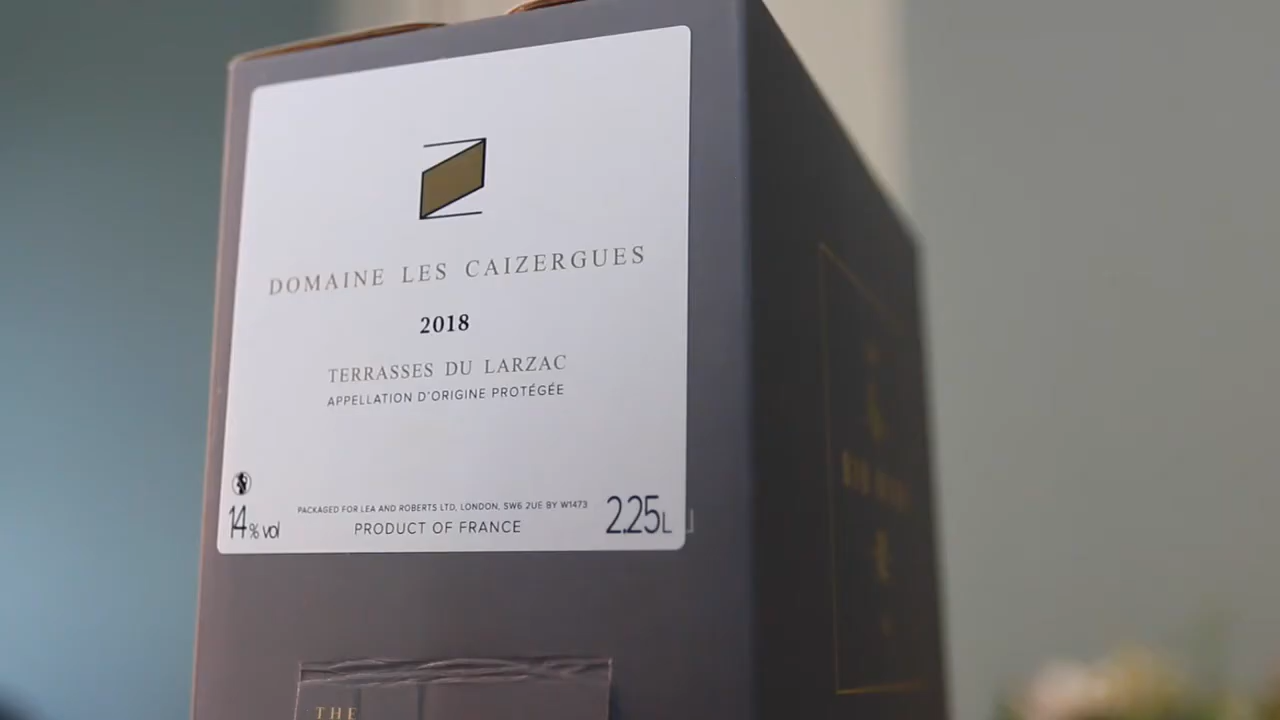 DOMAINE LES CAIZERGUES
2018
TERRASSES DU LARZAC
APPELLATION D'ORIGINE PROTÉGÉE
PACKAGED FOR LEA AND ROBERTS LTD, LONDON, SW6 2UE BY W1473
14% vol
PRODUCT OF FRANCE
2,25L
THE